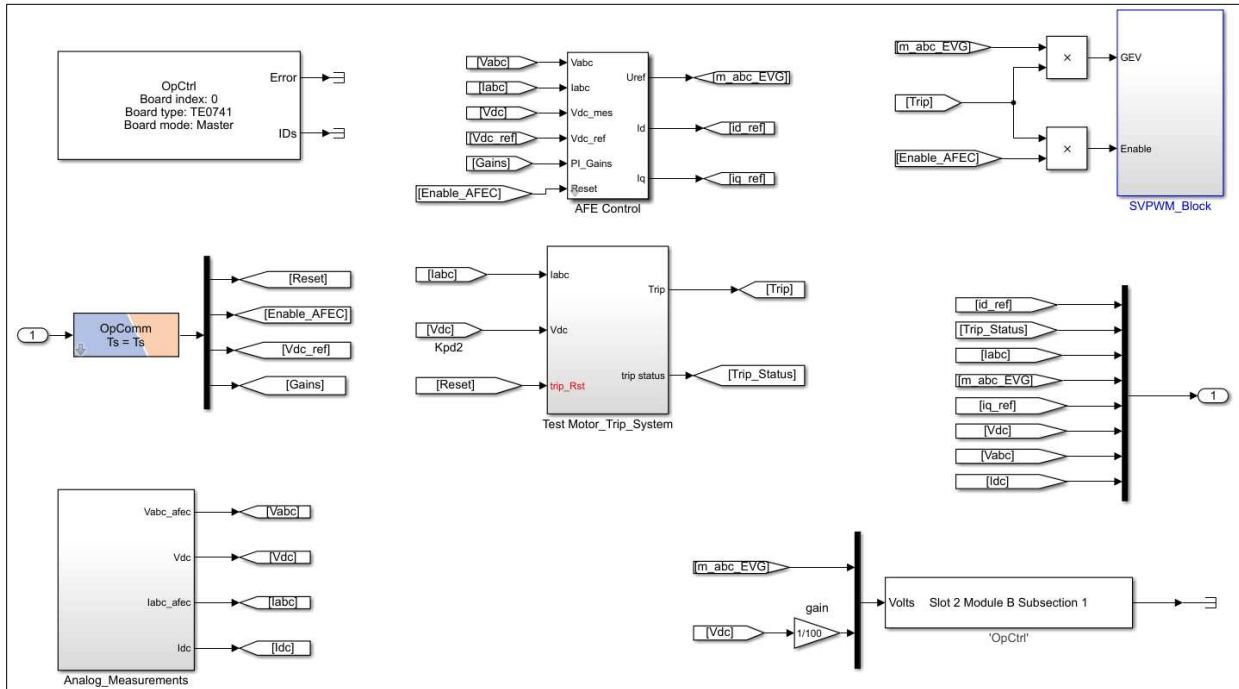 OpCtrl
Board index: 0
Board type: TE0741
Board mode: Master
Error
IDs
[Vabc]
[Iabc]
[Vdc]
[Vdc_ref]
[Gains]
[Enable_AFEC]
Vabc
Iabc
Vdc_mes
Vdc_ref
PI_Gains
Reset
Uref
Id
Iq
[m_abc_EVG]
[id_ref]
[iq_ref]
AFE Control
[m_abc_EVG]
[Trip]
[Enable_AFEC]
×
×
GEV
Enable
SVPWM_Block
1
OpComm
Ts = Ts
[Reset]
[Enable_AFEC]
[Vdc_ref]
[Gains]
[Iabc]
[Vdc]
Kpd2
[Reset]
Iabc
Vdc
trip_Rst
Trip
trip status
[Trip]
[Trip_Status]
Test Motor_Trip_System
[id_ref]
[Trip_Status]
[Iabc]
[m_abc_EVG]
[iq_ref]
[Vdc]
[Vabc]
[Idc]
1
Vabc_afec
Vdc
Iabc_afec
Idc
[Vabc]
[Vdc]
[Iabc]
[Idc]
Analog_Measurements
[m_abc_EVG]
[Vdc]
gain
1/100
Volts
Slot 2 Module B Subsection 1
'OpCtrl'